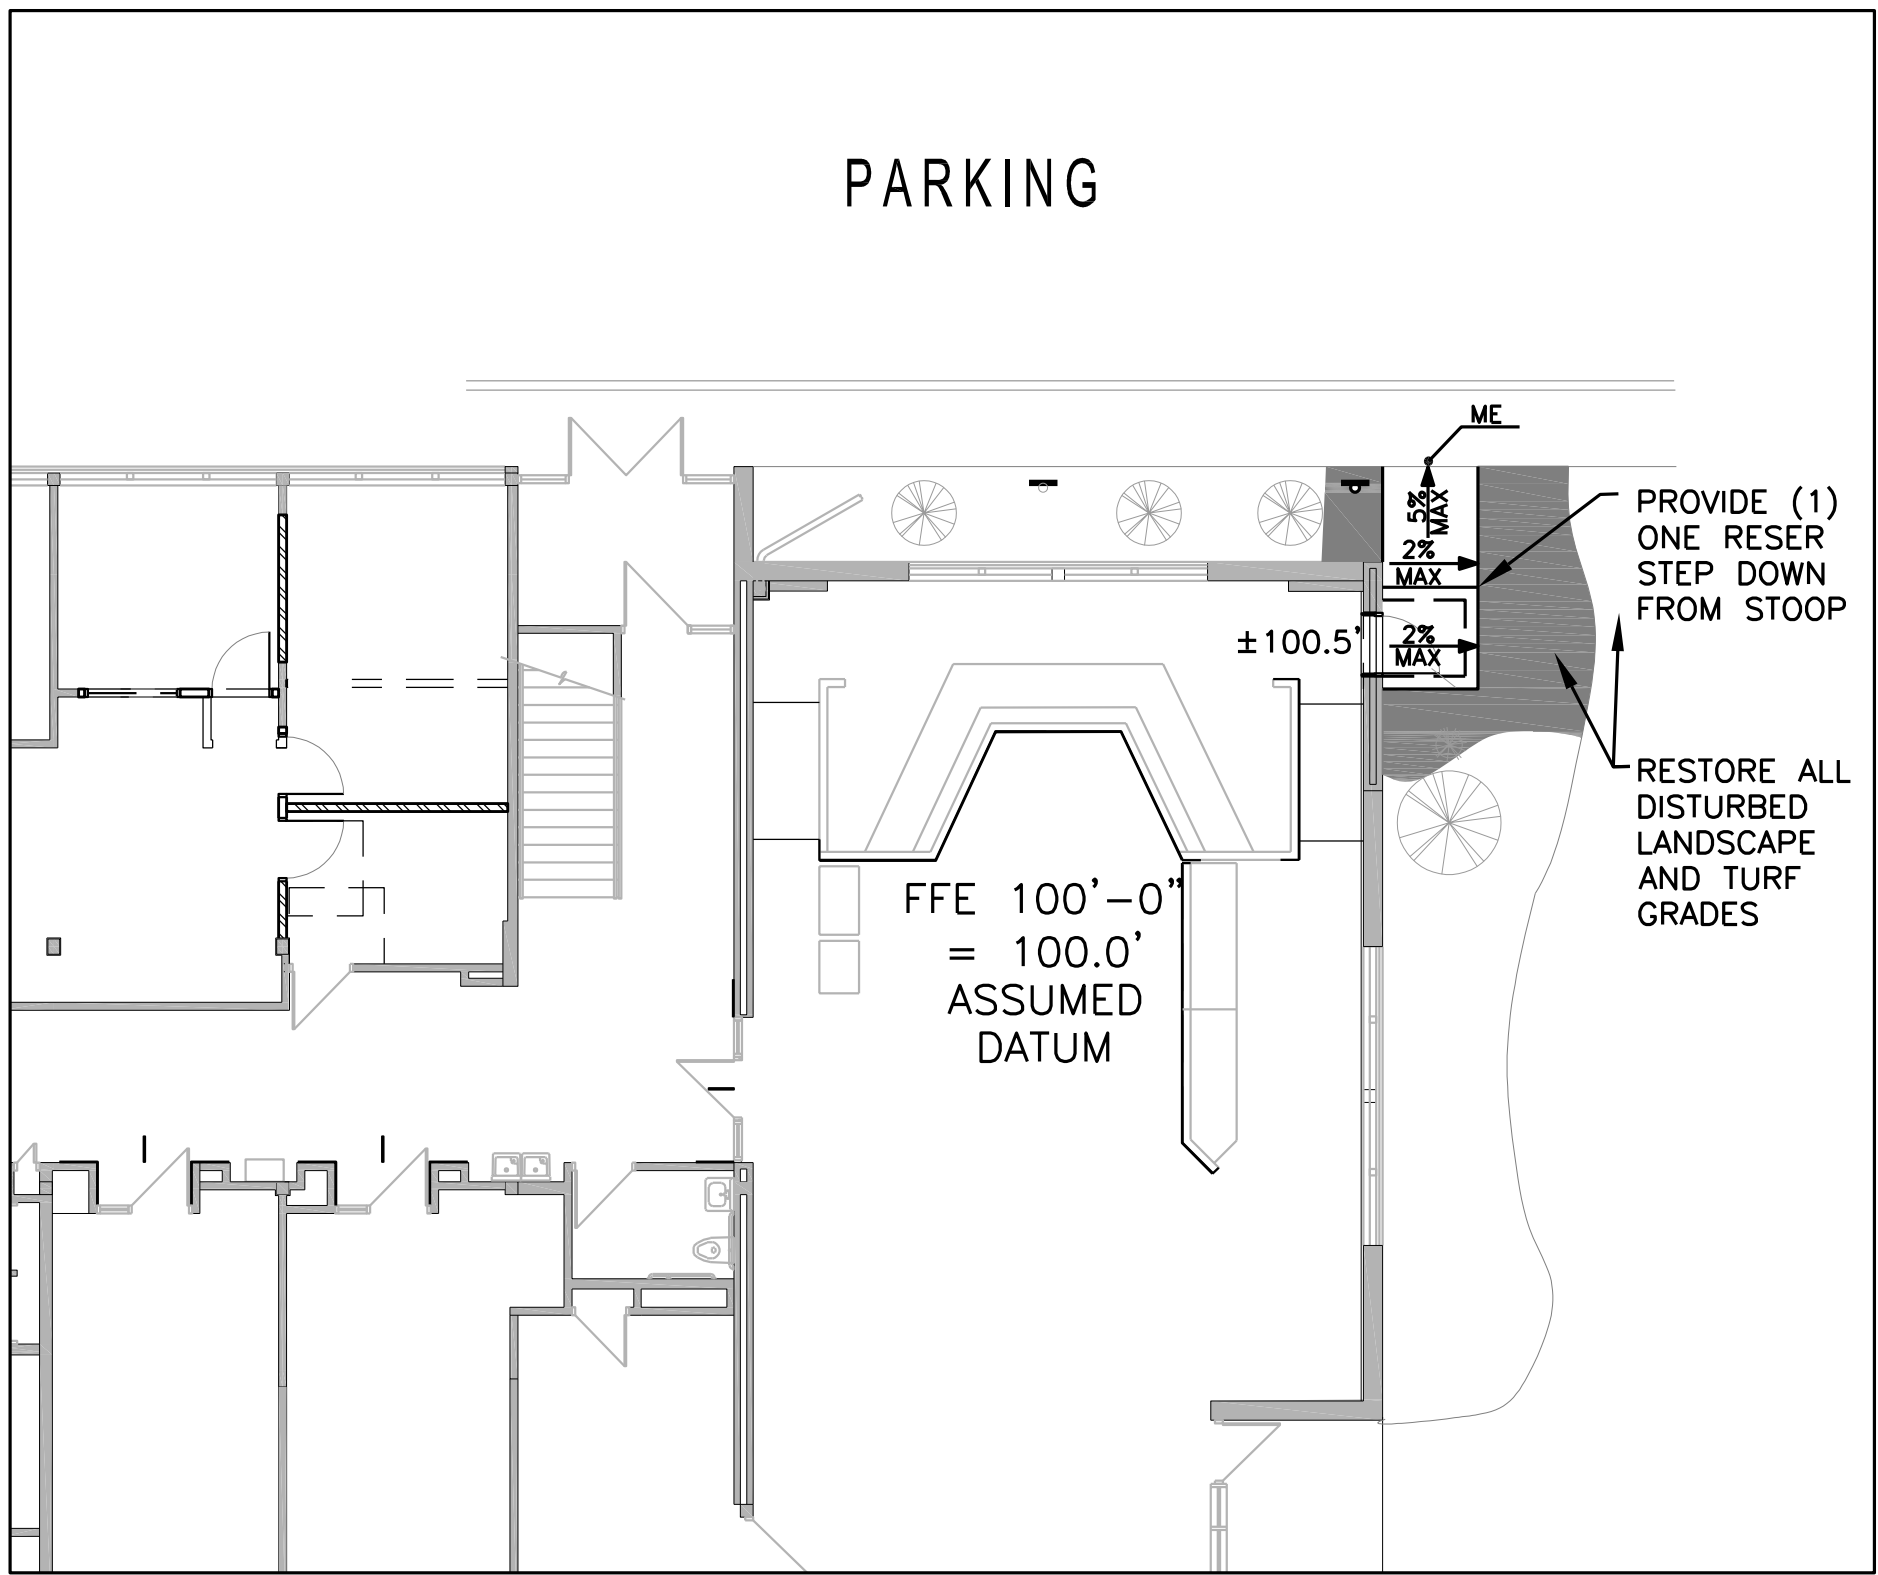 PARKING
ME
5%
MAX
2%
MAX
PROVIDE (1)
ONE RESER
STEP DOWN
FROM STOOP
±100.5'
2%
MAX
RESTORE ALL
DISTURBED
LANDSCAPE
AND TURF
GRADES
FFE 100'-0"
= 100.0'
ASSUMED
DATUM